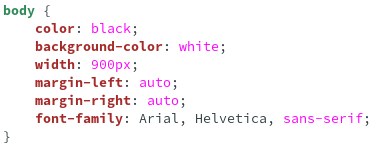 body {
    color: black;
    background-color: white;
    width: 900px;
    margin-left: auto;
    margin-right: auto;
    font-family: Arial, Helvetica, sans-serif;
}